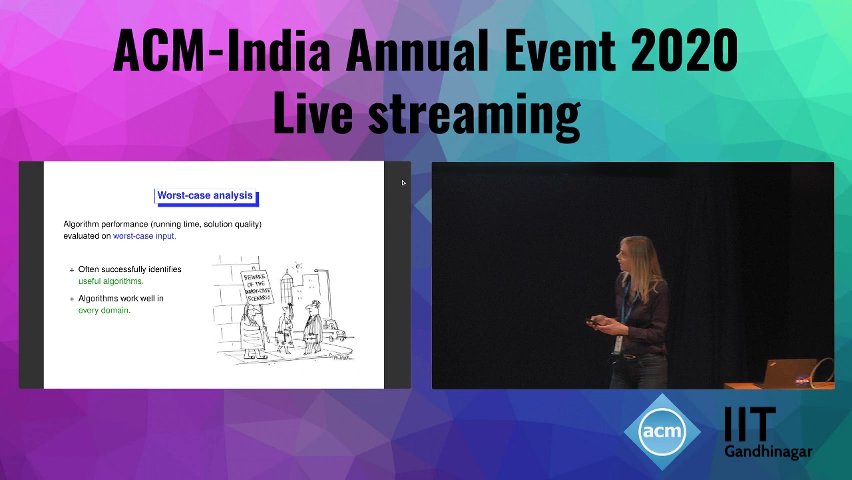 ACM-India Annual Event 2020
Live streaming
Worst-case analysis
Algorithm performance (running time, solution quality)
evaluated on worst-case input.
+ Often successfully identifies
useful algorithms.
+ Algorithms work well in
every domain.
BEWARE
OF THE
WORST-CASE
SCENARIO
acm
IIT
Gandhinagar